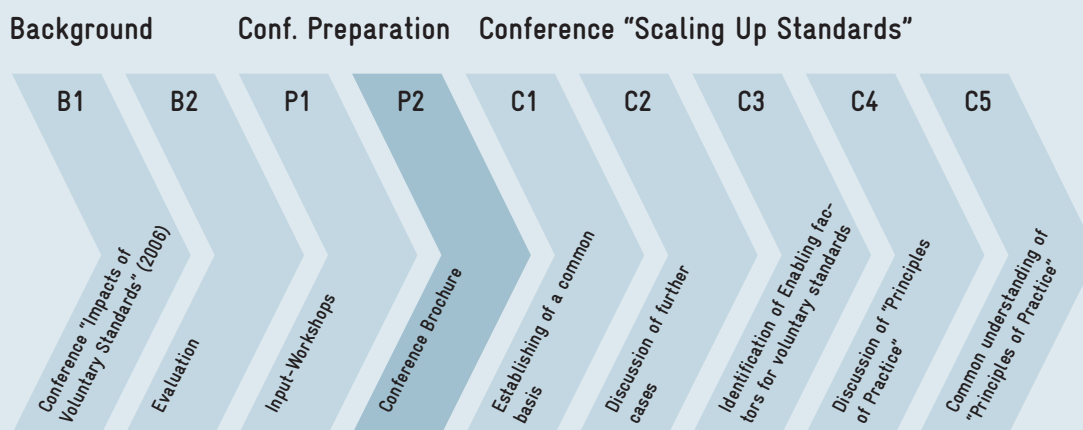 Background
Conf. Preparation
Conference “Scaling Up Standards”
B1
B2
P1
P2
C1
C2
C3
C4
C5
Conference “Impacts of
Voluntary Standards” (2006)
Evaluation
Input-Workshops
Conference Brochure
Establishing of a common
basis
Discussion of further
cases
Identification of Enabling fac-
tors for voluntary standards
Discussion of “Principles
of Practice”
Common understanding of
“Principles of Practice”